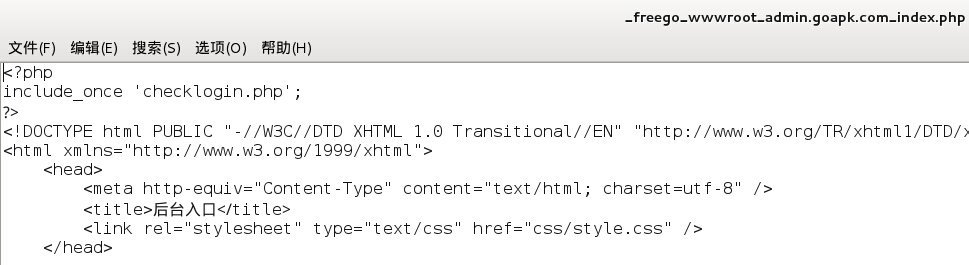 _freego_wwwroot_admin.goapk.com_index.php
文件(F) 编辑(E) 搜索(S) 选项(O) 帮助(H)
<?php
include_once 'checklogin.php';
?>
<!DOCTYPE html PUBLIC "-//W3C//DTD XHTML 1.0 Transitional//EN" "http://www.w3.org/TR/xhtml1/DTD/x
<html xmlns="http://www.w3.org/1999/xhtml">
    <head>
        <meta http-equiv="Content-Type" content="text/html; charset=utf-8" />
        <title>后台入口</title>
        <link rel="stylesheet" type="text/css" href="css/style.css" />
    </head>